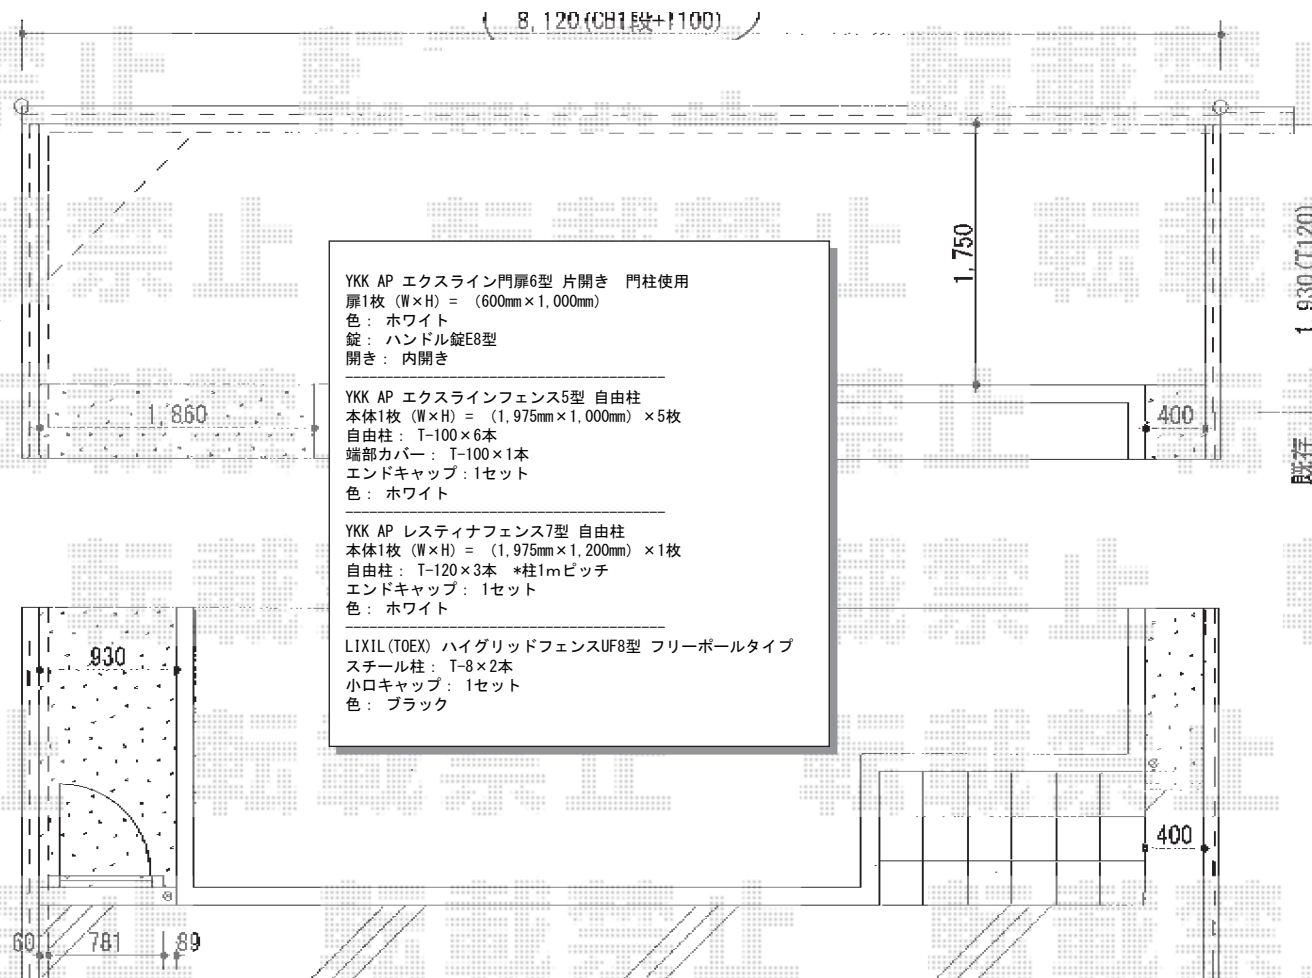 8,120(CB1段+T100)
1,750
1,930(T120)
既存
1,860
400
YKK AP エクスライン門扉6型 片開き 門柱使用
扉1枚 (W×H) = (600mm×1,000mm)
色： ホワイト
錠： ハンドル錠E8型
開き： 内開き
----------------------------------------
YKK AP エクスラインフェンス5型 自由柱
本体1枚 (W×H) = (1,975mm×1,000mm) ×5枚
自由柱： T-100×6本
端部カバー： T-100×1本
エンドキャップ：1セット
色： ホワイト
----------------------------------------
YKK AP レスティナフェンス7型 自由柱
本体1枚 (W×H) = (1,975mm×1,200mm) ×1枚
自由柱： T-120×3本 *柱1mピッチ
エンドキャップ： 1セット
色： ホワイト
----------------------------------------
LIXIL(TOEX) ハイグリッドフェンスUF8型 フリーポールタイプ
スチール柱： T-8×2本
小口キャップ： 1セット
色： ブラック
930
400
60 781 89
転載禁止